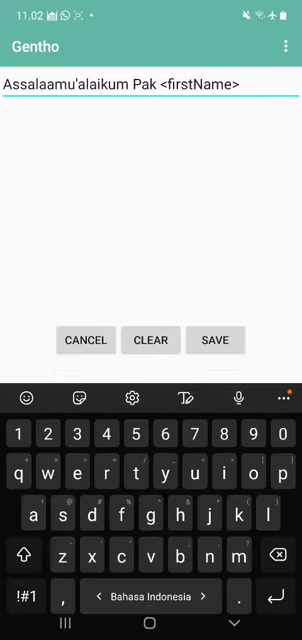 11.02
Gentho
Assalaamu'alaikum Pak <firstName>
CANCEL CLEAR SAVE
1 2 3 4 5 6 7 8 9 0
q w e r t y u i o p
a s d f g h j k l
z x c v b n m
!#1 , < Bahasa Indonesia > .